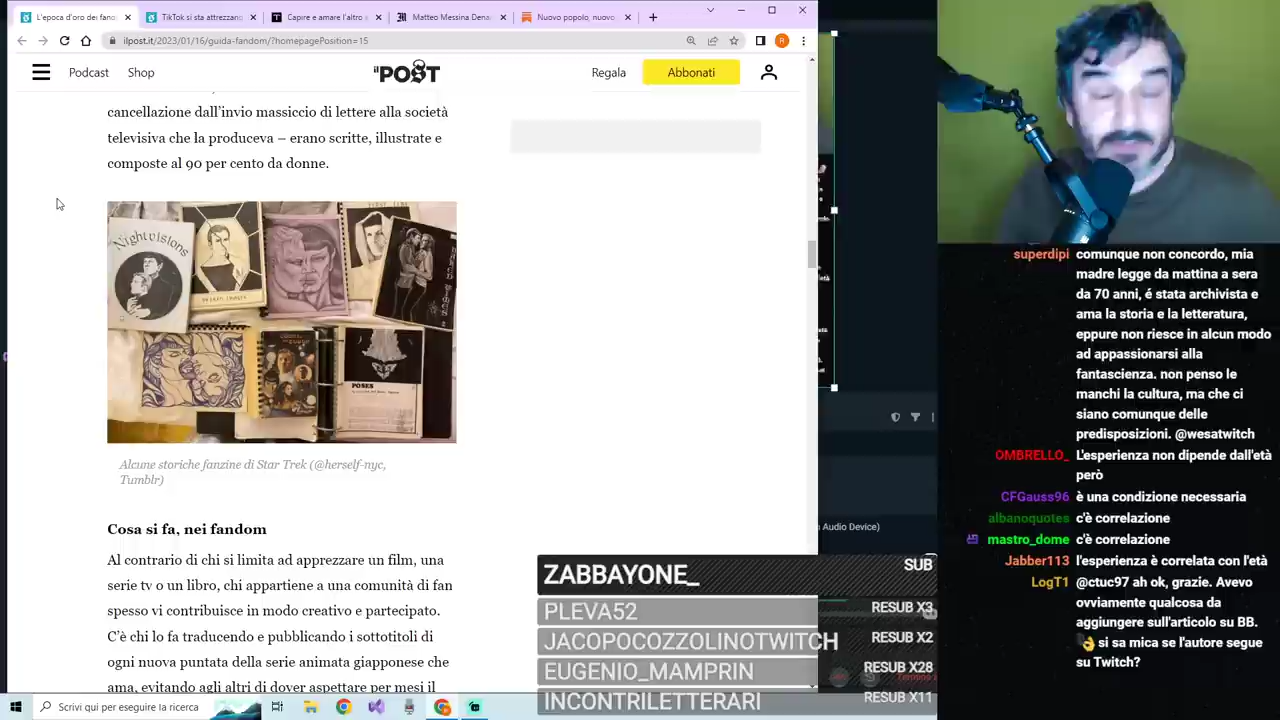 L'epoca d'oro dei fano
TikTok si sta attrezzano
Capire e amare l'altro s
Matteo Messina Dena
Nuovo popolo, nuovo
ilpost.it/2023/01/16/guida-fandom/?homepagePosition=15
Podcast
Shop
il POST
Regala
Abbonati
cancellazione dall'invio massiccio di lettere alla società
televisiva che la produceva – erano scritte, illustrate e
composte al 90 per cento da donne.
Nightvisions
POSES
Alcune storiche fanzine di Star Trek (@herself-nyc,
Tumblr)
Cosa si fa, nei fandom
Al contrario di chi si limita ad apprezzare un film, una
serie tv o un libro, chi appartiene a una comunità di fan
spesso vi contribuisce in modo creativo e partecipato.
C'è chi lo fa traducendo e pubblicando i sottotitoli di
ogni nuova puntata della serie animata giapponese che
ama, evitando agli altri di dover aspettare per mesi il
Scrivi qui per eseguire la ricerca
n Audio Device)
ZABBAYONE_ SUB
PLEVA52 RESUB X3
JACOPOCOZZOLINOTWITCH RESUB X2
EUGENIO_MAMPRIN RESUB X28
INCONTRILETTERARI RESUB X11
superdipi comunque non concordo, mia
madre legge da mattina a sera
da 70 anni, é stata archivista e
ama la storia e la letteratura,
eppure non riesce in alcun modo
ad appassionarsi alla
fantascienza. non penso le
manchi la cultura, ma che ci
siano comunque delle
predisposizioni. @wesatwitch
OMBRELLO_ L'esperienza non dipende dall'età
però
CFGauss96 è una condizione necessaria
albanoquotes c'è correlazione
mastro_dome c'è correlazione
Jabber113 l'esperienza è correlata con l'età
LogT1 @ctuc97 ah ok, grazie. Avevo
ovviamente qualcosa da
aggiungere sull'articolo su BB.
si sa mica se l'autore segue
su Twitch?